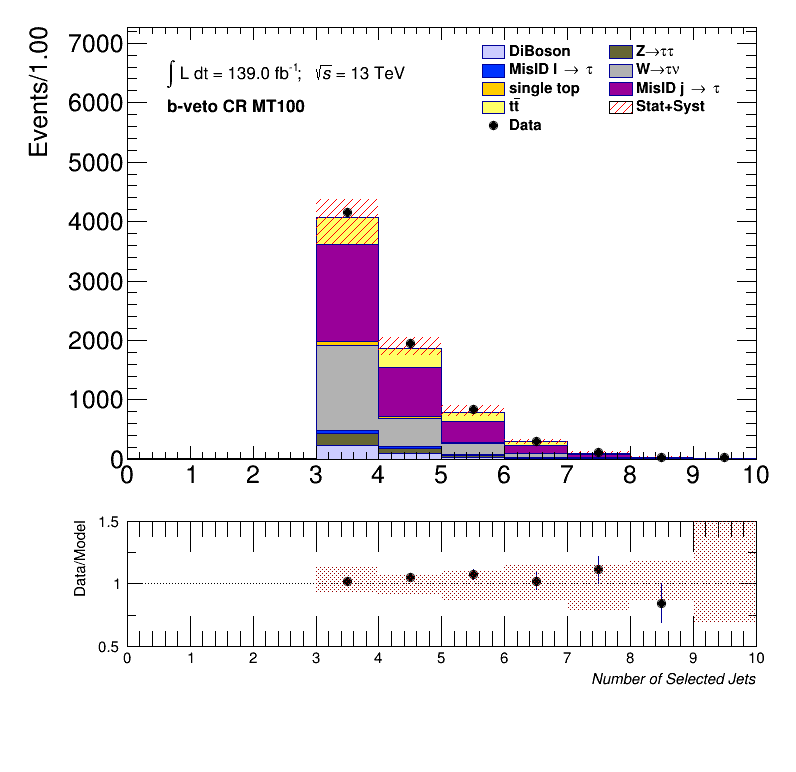 Events/1.00
7000
6000
5000
4000
3000
2000
1000
0
∫ L dt = 139.0 fb⁻¹; √s = 13 TeV
b-veto CR MT100
DiBoson
MisID l → τ
single top
tt̄
Data
Z→ττ
W→τν
MisID j → τ
Stat+Syst
0 1 2 3 4 5 6 7 8 9 10
Data/Model
1.5
1
0.5
0 1 2 3 4 5 6 7 8 9 10
Number of Selected Jets